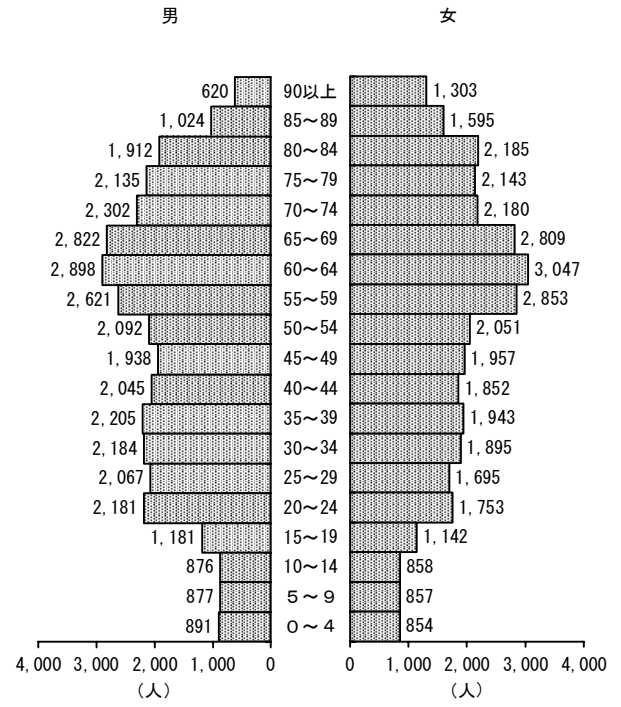 男 女
620 90以上 1,303
1,024 85～89 1,595
1,912 80～84 2,185
2,135 75～79 2,143
2,302 70～74 2,180
2,822 65～69 2,809
2,898 60～64 3,047
2,621 55～59 2,853
2,092 50～54 2,051
1,938 45～49 1,957
2,045 40～44 1,852
2,205 35～39 1,943
2,184 30～34 1,895
2,067 25～29 1,695
2,181 20～24 1,753
1,181 15～19 1,142
876 10～14 858
877 ５～９ 857
891 ０～４ 854
4,000 3,000 2,000 1,000 0 0 1,000 2,000 3,000 4,000
（人） （人）